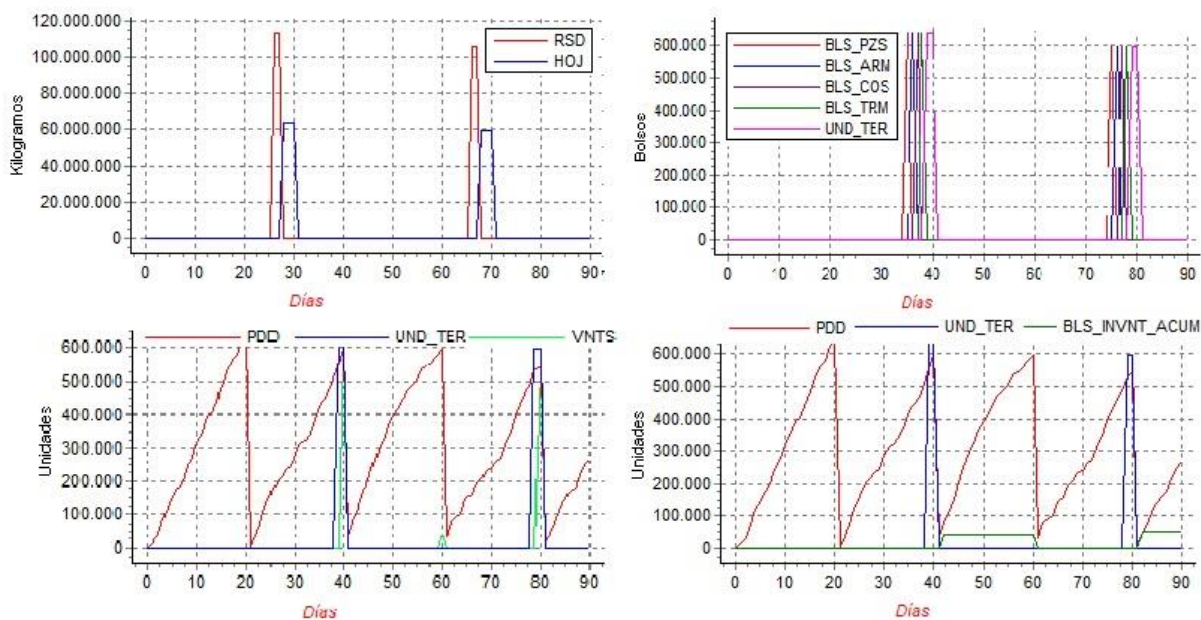 120.000.000
100.000.000
80.000.000
60.000.000
40.000.000
20.000.000
0
Kilogramos
RSD
HOJ
0 10 20 30 40 50 60 70 80 90
Días
600.000
500.000
400.000
300.000
200.000
100.000
0
Bolsos
BLS_PZS
BLS_ARM
BLS_COS
BLS_TRM
UND_TER
0 10 20 30 40 50 60 70 80 90
Días
PDD UND_TER VNTS
600.000
500.000
400.000
300.000
200.000
100.000
0
Unidades
0 10 20 30 40 50 60 70 80 90
Días
PDD UND_TER BLS_INVNT_ACUM
600.000
500.000
400.000
300.000
200.000
100.000
0
Unidades
0 10 20 30 40 50 60 70 80 90
Días